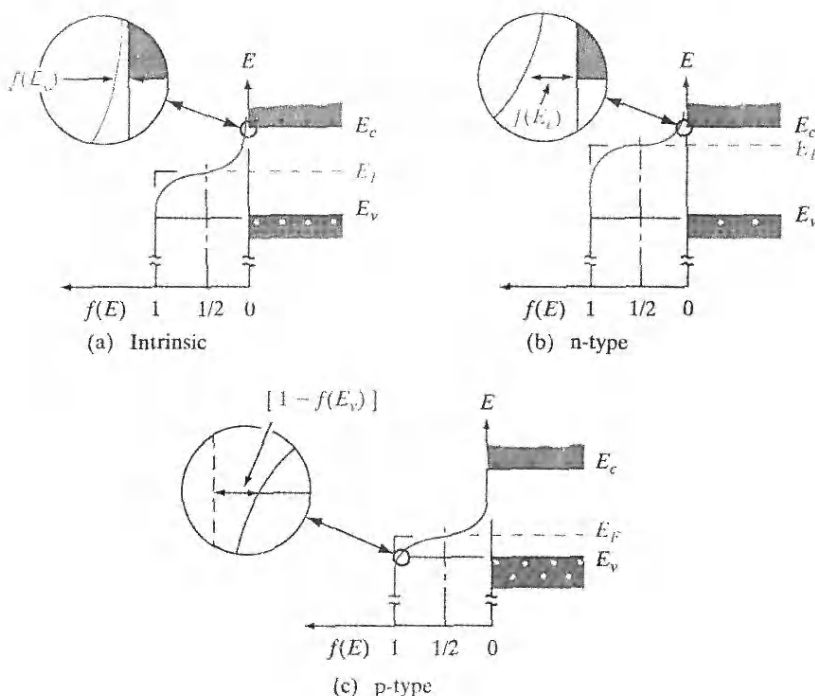 E
f(E_c)
E_c
E_F
E_v
f(E) 1 1/2 0
(a) Intrinsic
E
f(E_c)
E_c
E_F
E_v
f(E) 1 1/2 0
(b) n-type
[1 − f(E_v)]
E
E_c
E_F
E_v
f(E) 1 1/2 0
(c) p-type